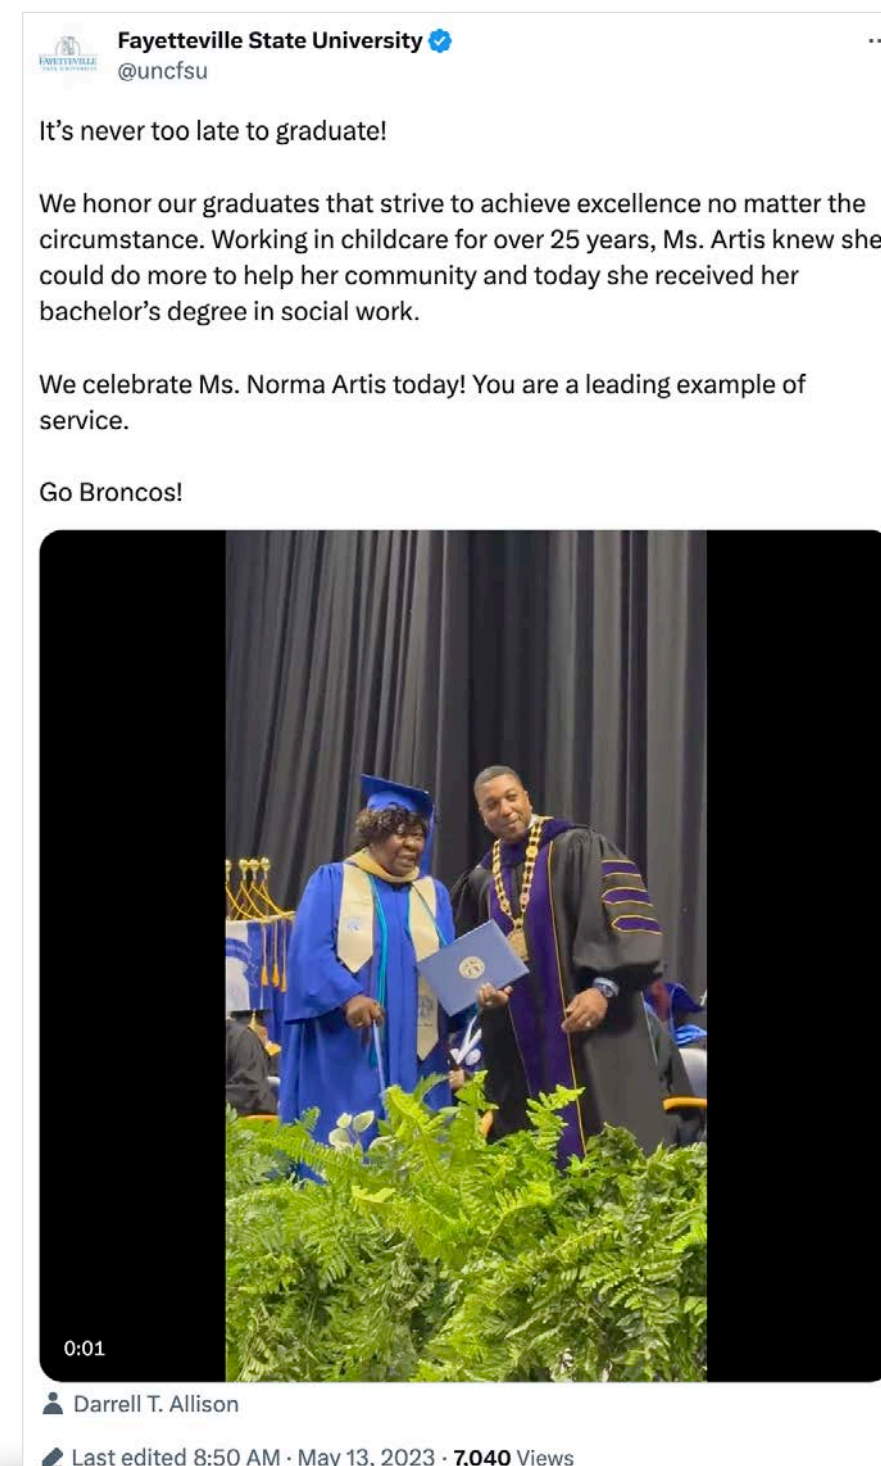 Fayetteville State University
@uncfsu
It’s never too late to graduate!
We honor our graduates that strive to achieve excellence no matter the
circumstance. Working in childcare for over 25 years, Ms. Artis knew she
could do more to help her community and today she received her
bachelor’s degree in social work.
We celebrate Ms. Norma Artis today! You are a leading example of
service.
Go Broncos!
0:01
Darrell T. Allison
Last edited 8:50 AM · May 13, 2023 · 7,040 Views